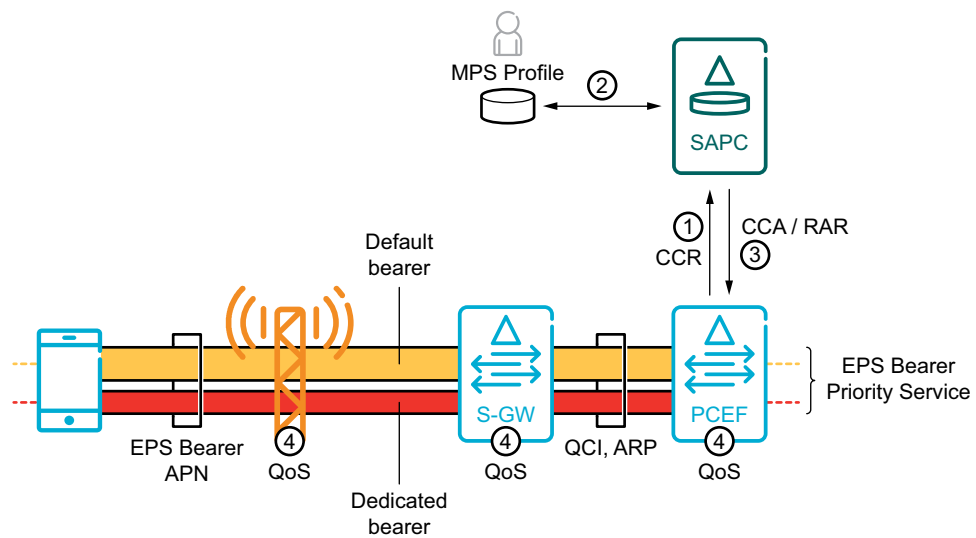 MPS Profile
2
SAPC
1
CCR
CCA / RAR
3
Default
bearer
S-GW
PCEF
EPS Bearer
Priority Service
EPS Bearer
APN
4
QoS
4
QoS
QCI, ARP
4
QoS
Dedicated
bearer